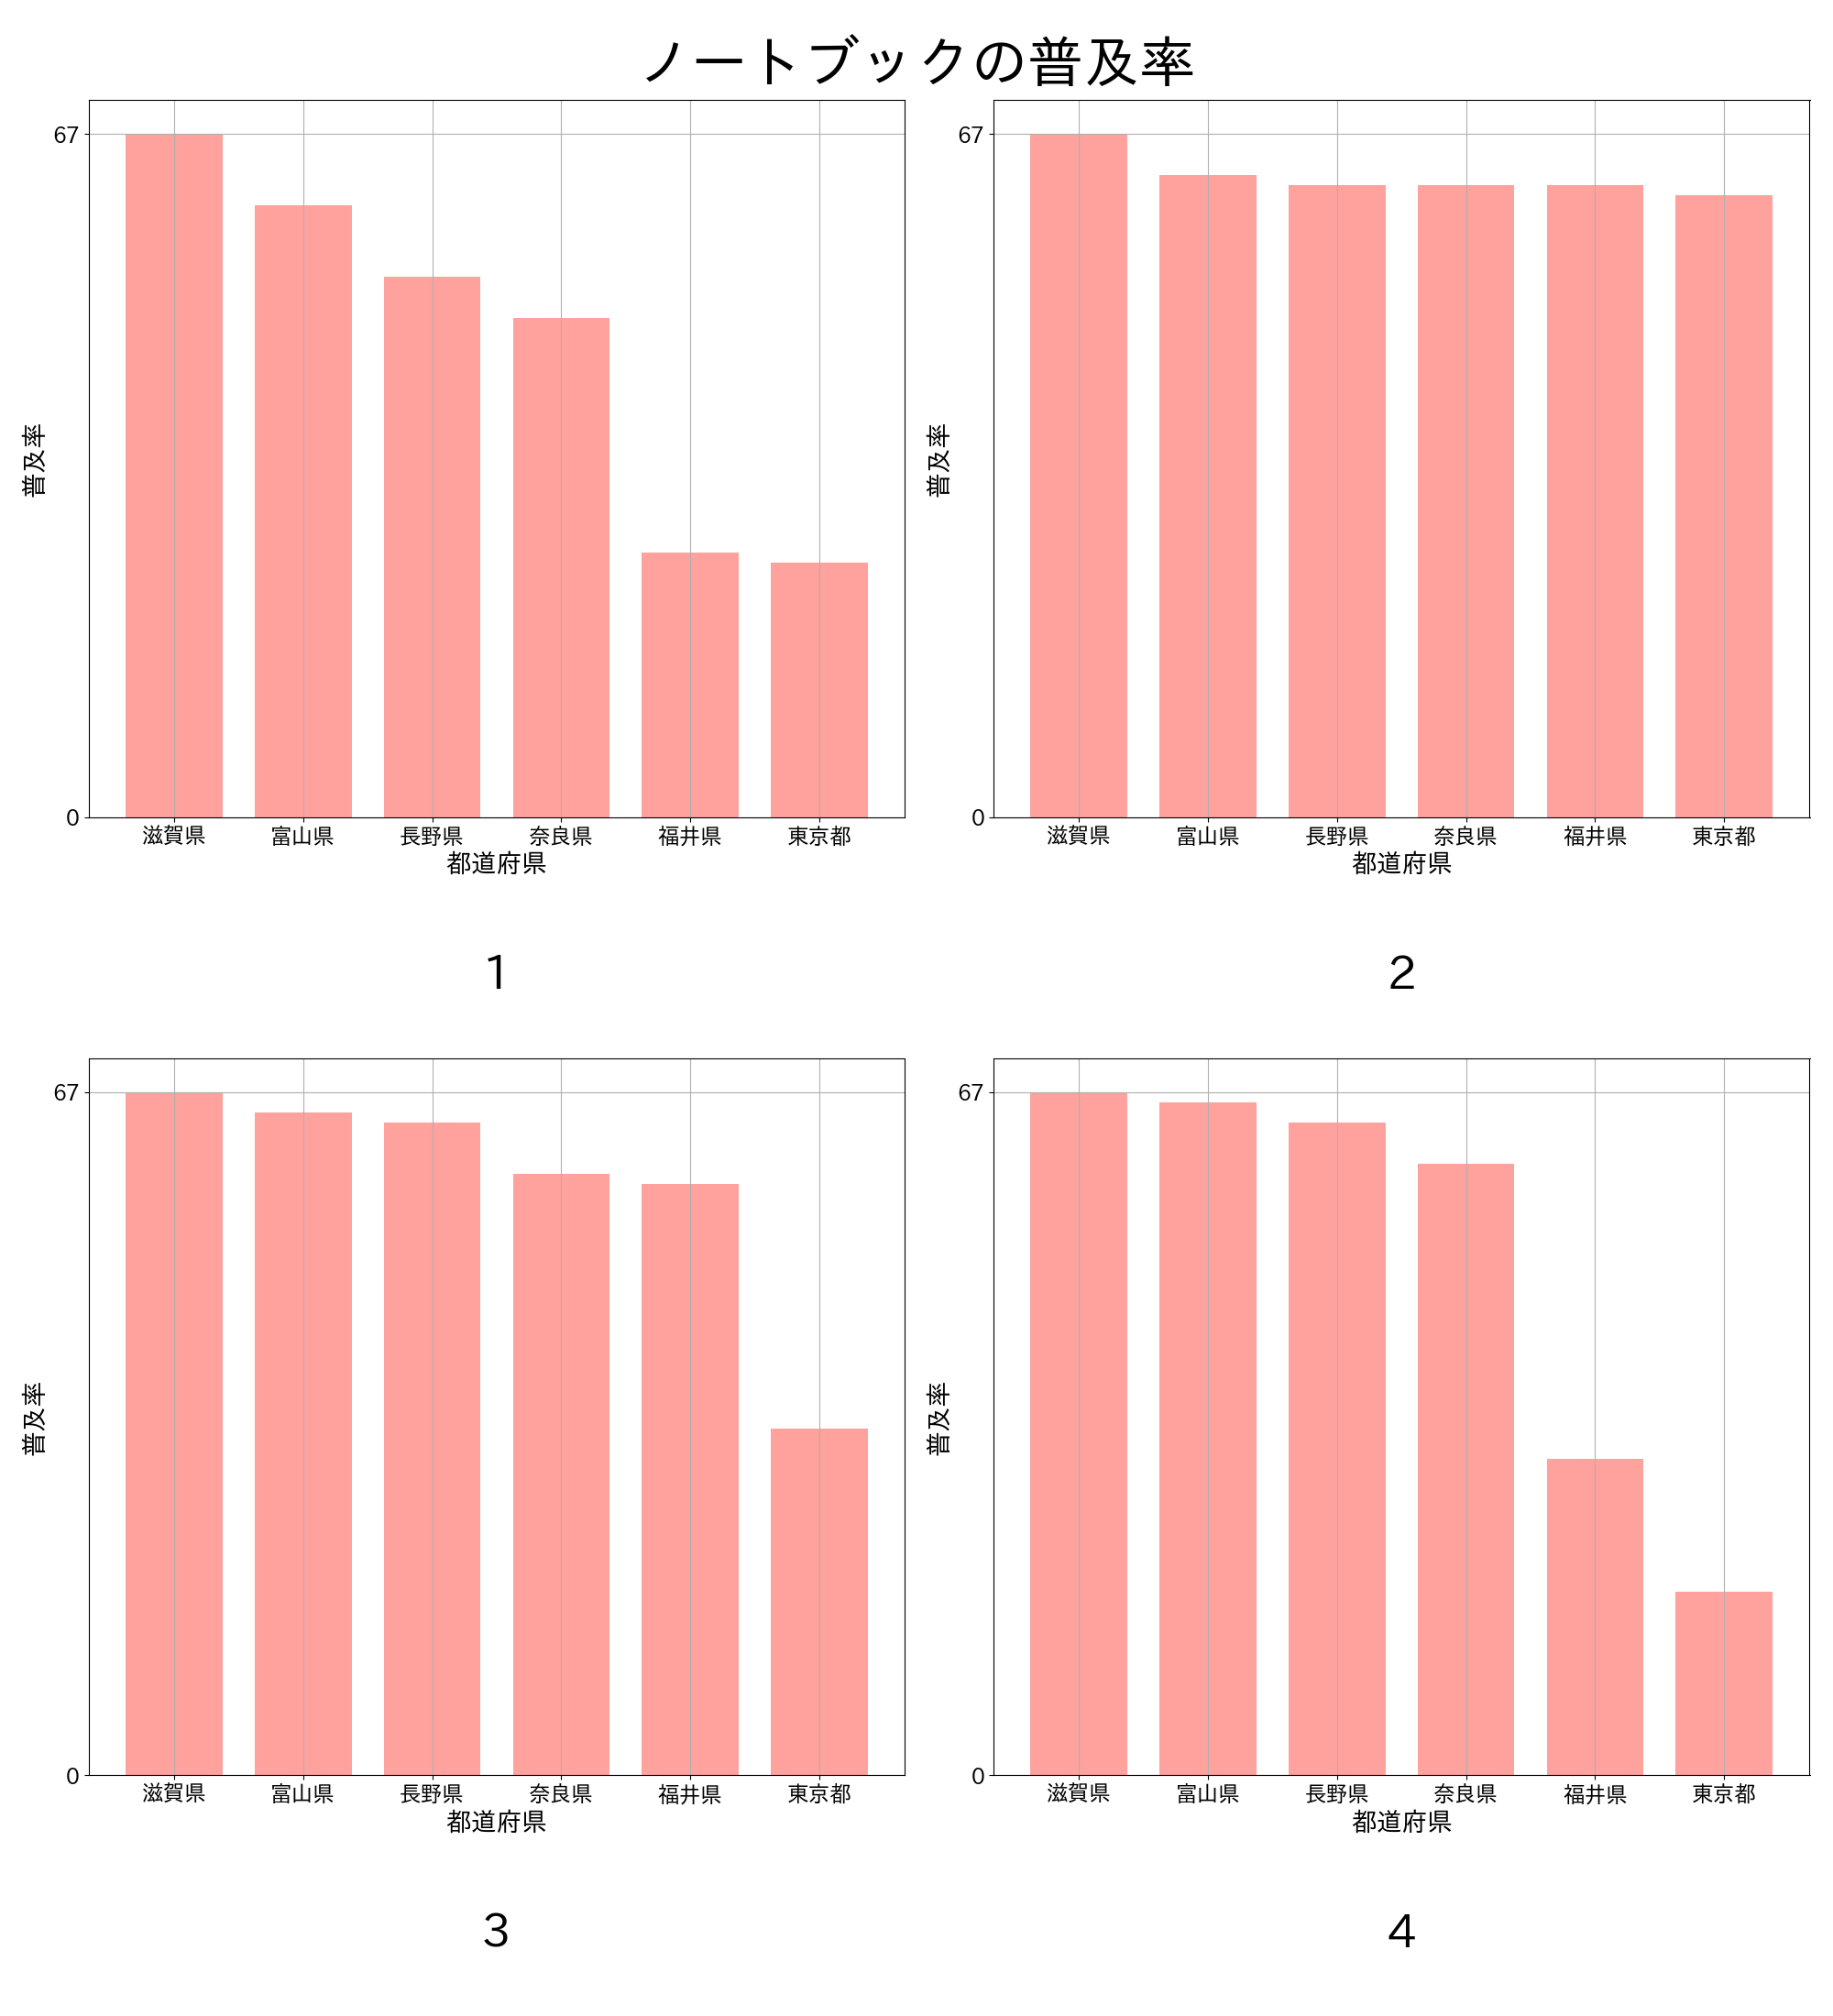 ノートブックの普及率
67
0
普及率
滋賀県 富山県 長野県 奈良県 福井県 東京都
都道府県
1
67
0
普及率
滋賀県 富山県 長野県 奈良県 福井県 東京都
都道府県
2
67
0
普及率
滋賀県 富山県 長野県 奈良県 福井県 東京都
都道府県
3
67
0
普及率
滋賀県 富山県 長野県 奈良県 福井県 東京都
都道府県
4